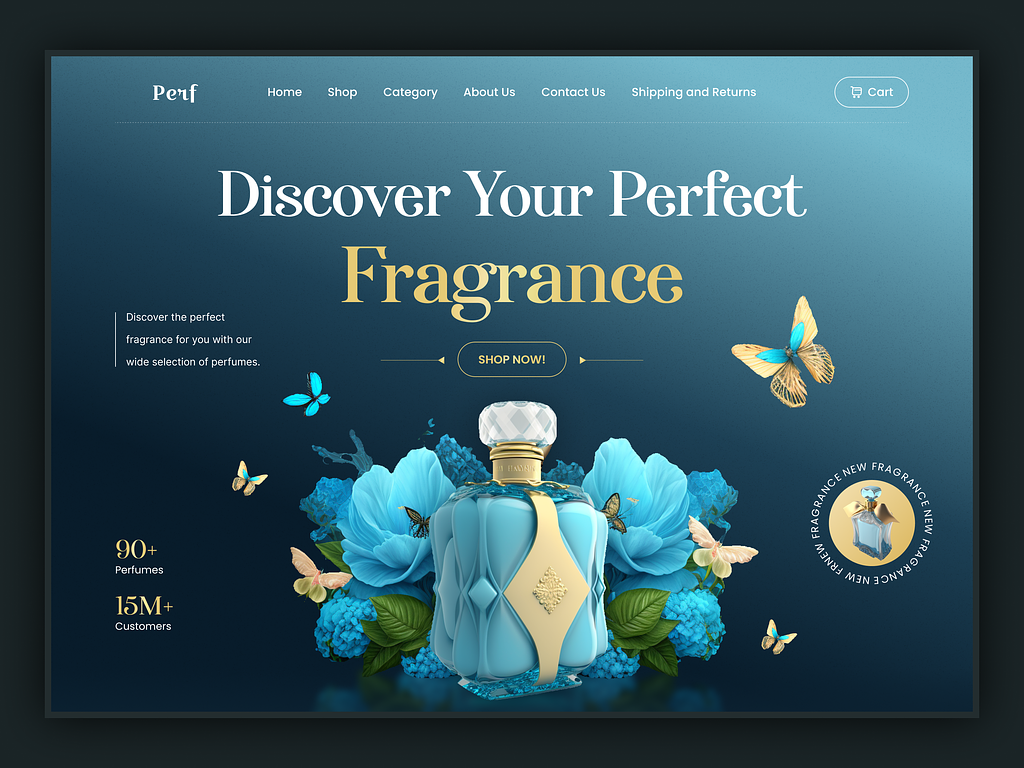 Perf
Home
Shop
Category
About Us
Contact Us
Shipping and Returns
Cart
Discover Your Perfect
Fragrance
Discover the perfect
fragrance for you with our
wide selection of perfumes.
SHOP NOW!
90+
Perfumes
15M+
Customers
NEW FRAGRANCE NEW FRAGRANCE NEW FRNEW FRAGRANCE